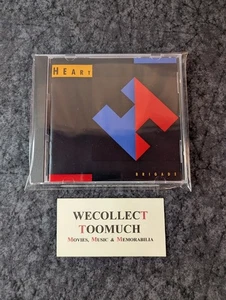 HEART
BRIGADE
WECOLLECT
TOOMUCH
MOVIES, MUSIC & MEMORABILIA